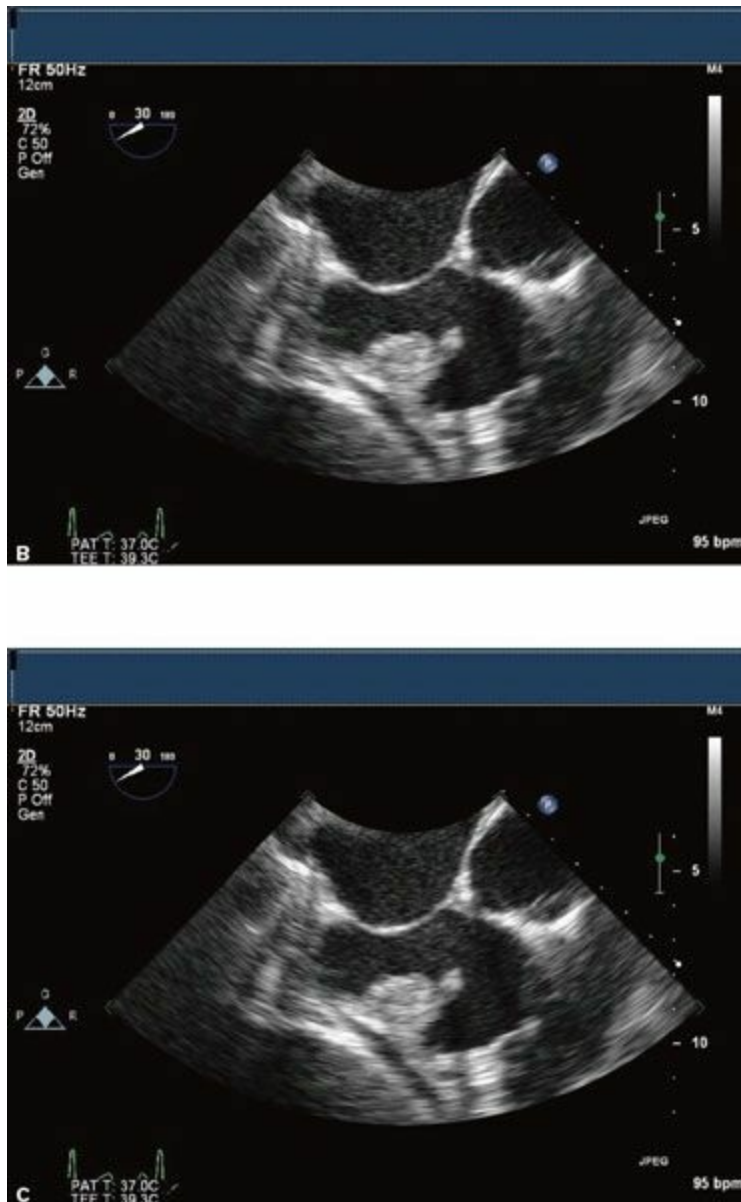 FR 50Hz
M4
12cm
2D
72%
C 50
P Off
Gen
0 30 180
5
G
P R
10
JPEG
PAT T: 37.0C
TEE T: 39.3C
95 bpm
B
FR 50Hz
M4
12cm
2D
72%
C 50
P Off
Gen
0 30 180
5
G
P R
10
JPEG
PAT T: 37.0C
TEE T: 39.3C
95 bpm
C